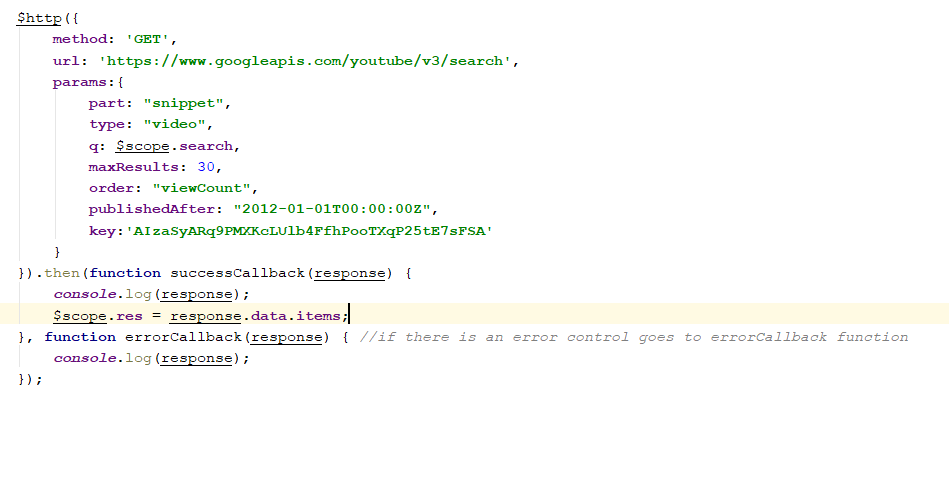 $http({
method: 'GET',
url: 'https://www.googleapis.com/youtube/v3/search',
params:{
part: "snippet",
type: "video",
q: $scope.search,
maxResults: 30,
order: "viewCount",
publishedAfter: "2012-01-01T00:00:00Z",
key:'AIzaSyARq9PMXKcLUlb4FfhPooTXqP25tE7sFSA'
}
}).then(function successCallback(response) {
console.log(response);
$scope.res = response.data.items;
}, function errorCallback(response) { //if there is an error control goes to errorCallback function
console.log(response);
});